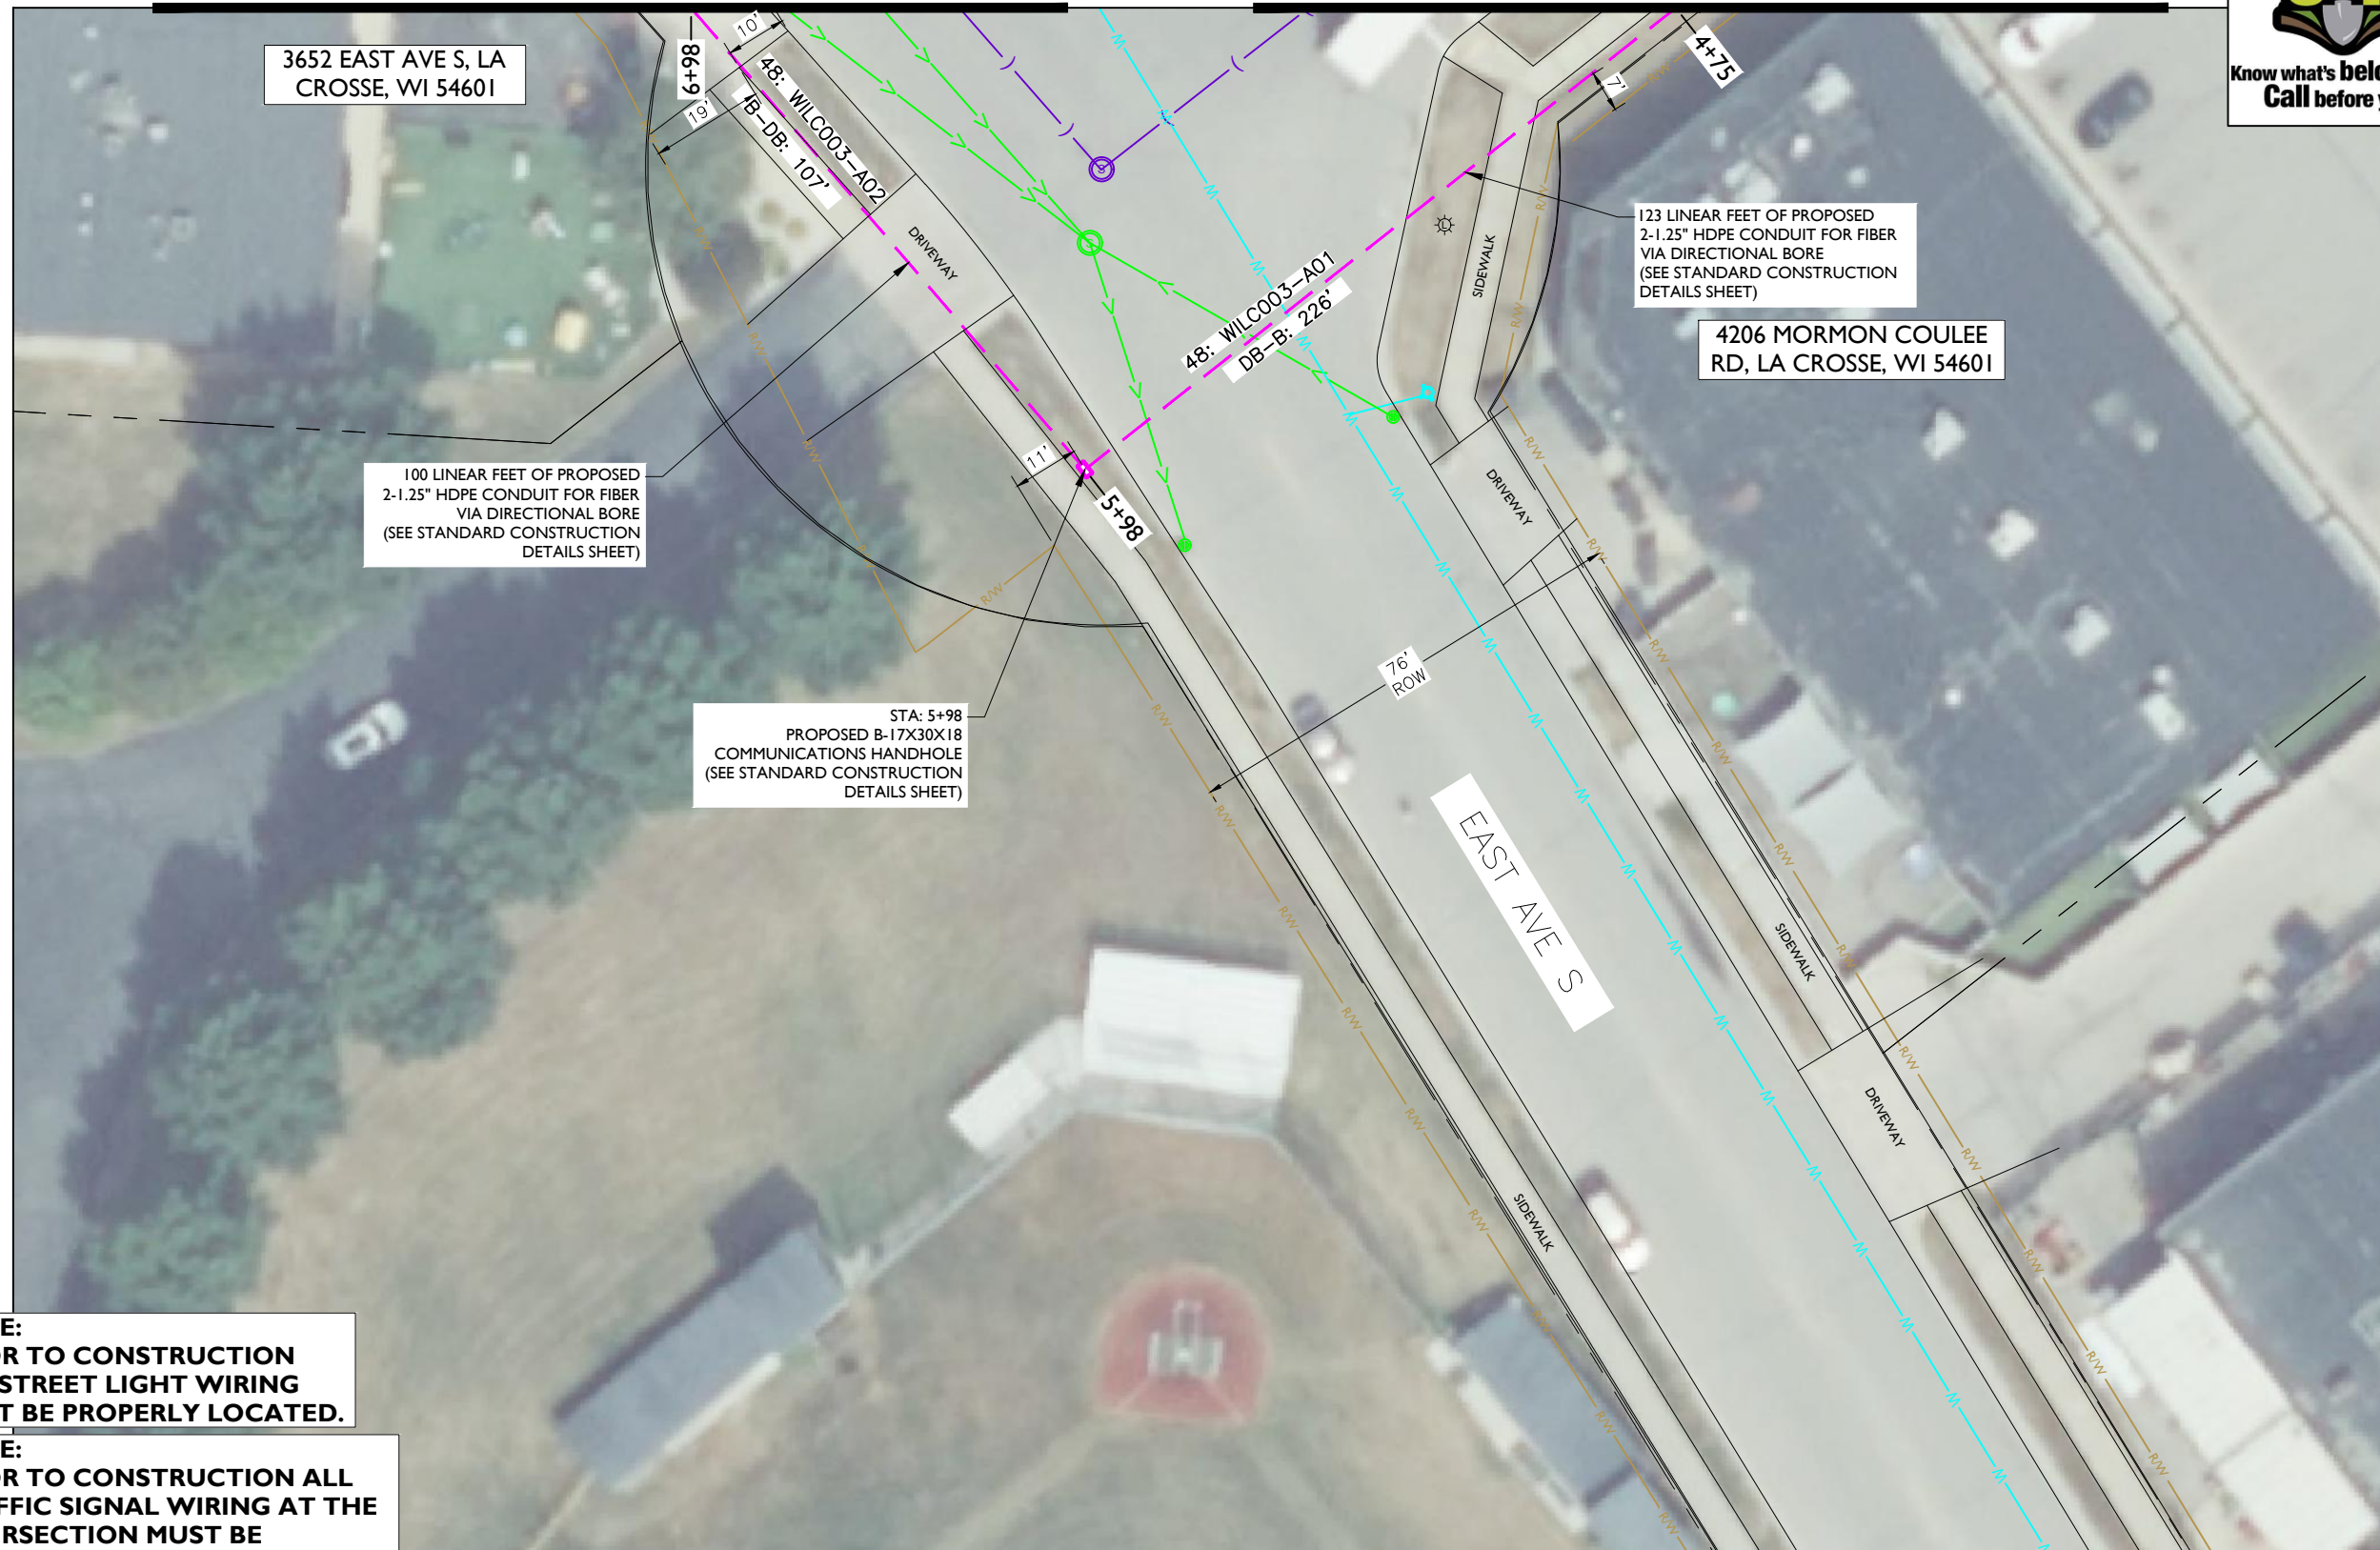 3652 EAST AVE S, LA
CROSSE, WI 54601
6+98
10'
19'
48: WILC003-A02
B-DB: 107'
DRIVEWAY
4+75
7'
R/W
Know what's
Call before
123 LINEAR FEET OF PROPOSED
2-1.25" HDPE CONDUIT FOR FIBER
VIA DIRECTIONAL BORE
(SEE STANDARD CONSTRUCTION
DETAILS SHEET)
4206 MORMON COULEE
RD, LA CROSSE, WI 54601
SIDEWALK
48: WILC003-A01
DB-B: 226'
100 LINEAR FEET OF PROPOSED
2-1.25" HDPE CONDUIT FOR FIBER
VIA DIRECTIONAL BORE
(SEE STANDARD CONSTRUCTION
DETAILS SHEET)
11'
5+98
DRIVEWAY
STA: 5+98
PROPOSED B-17X30X18
COMMUNICATIONS HANDHOLE
(SEE STANDARD CONSTRUCTION
DETAILS SHEET)
76'
ROW
EAST AVE S
SIDEWALK
DRIVEWAY
SIDEWALK
TO CONSTRUCTION
STREET LIGHT WIRING
BE PROPERLY LOCATED.
TO CONSTRUCTION ALL
SIGNAL WIRING AT THE
MUST BE